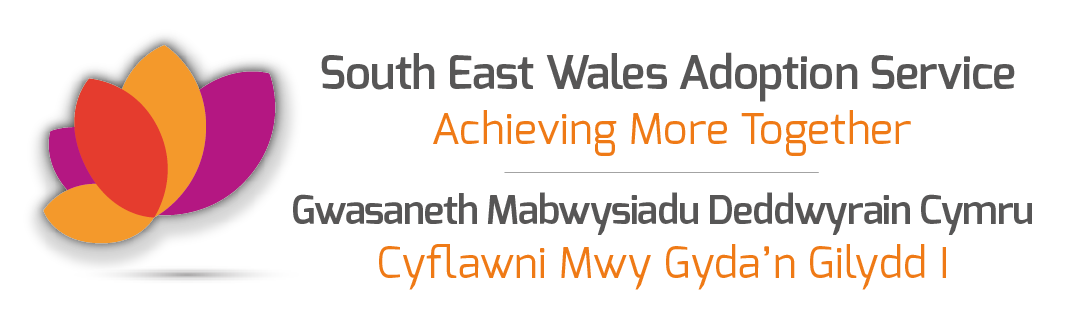 South East Wales Adoption Service
Achieving More Together
Gwasaneth Mabwysiadu Deddwyrain Cymru
Cyflawni Mwy Gyda’n Gilydd I